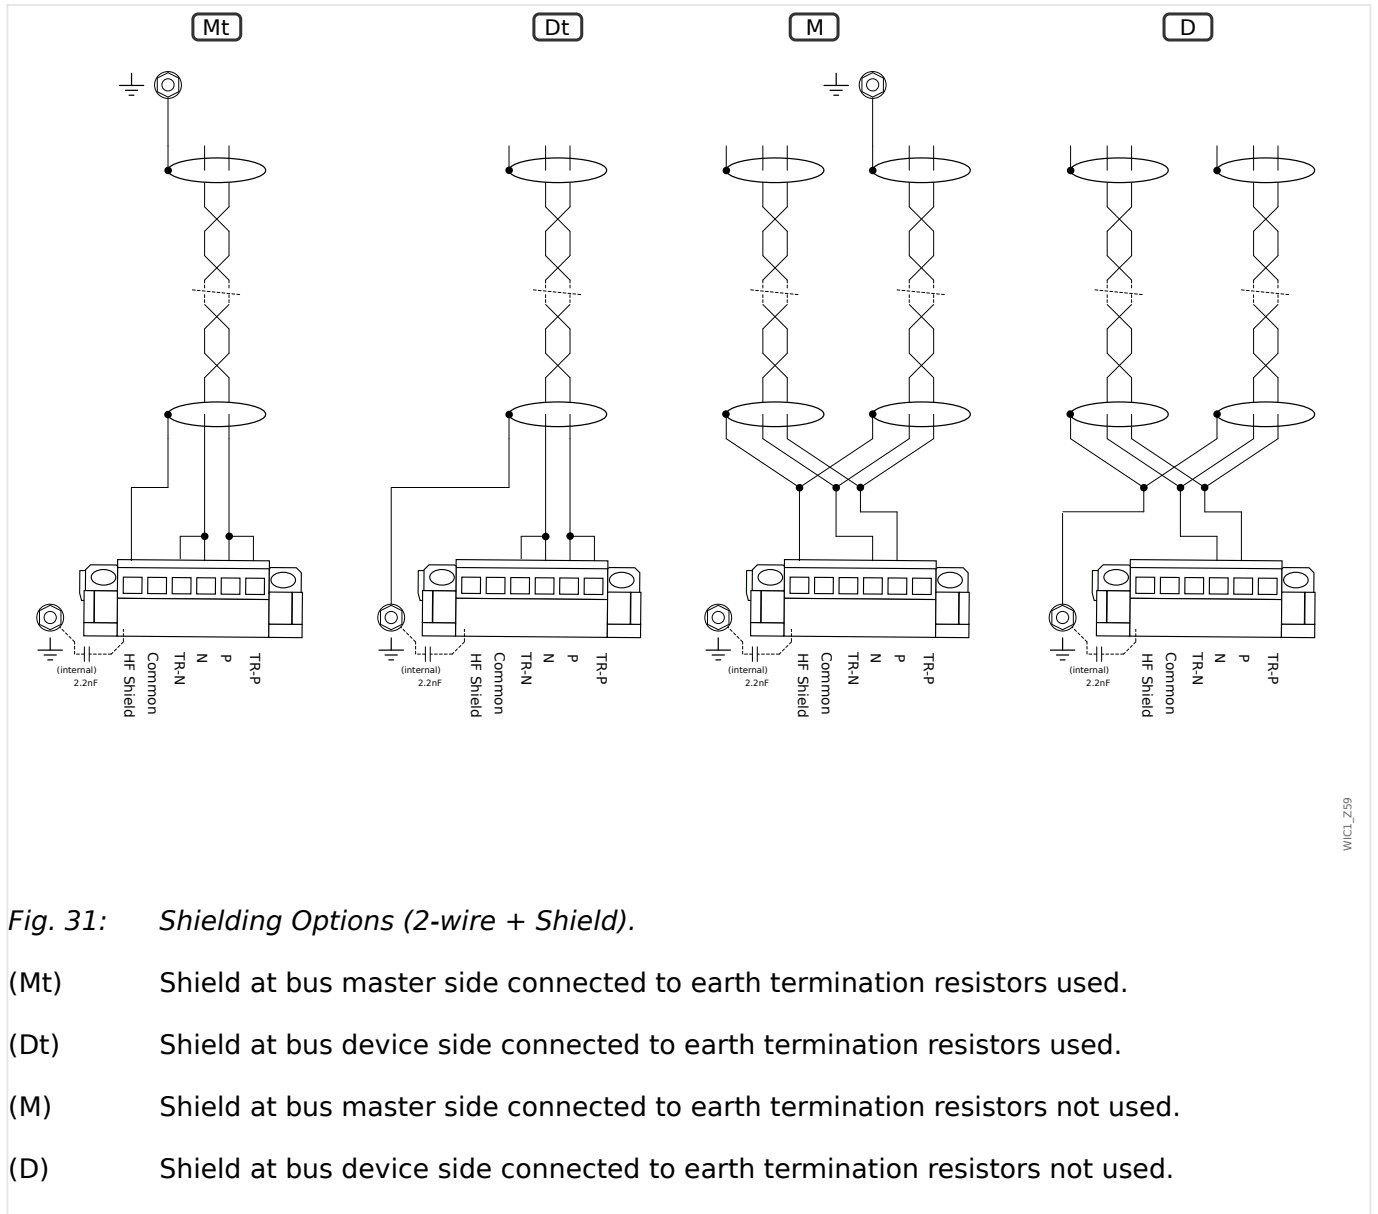 Mt Dt M D
(internal) (internal) (internal) (internal)
2.2nF 2.2nF 2.2nF 2.2nF
HF Shield Common TR-N N P TR-P
HF Shield Common TR-N N P TR-P
HF Shield Common TR-N N P TR-P
HF Shield Common TR-N N P TR-P
WIC1_Z59
Fig. 31: Shielding Options (2-wire + Shield).
(Mt) Shield at bus master side connected to earth termination resistors used.
(Dt) Shield at bus device side connected to earth termination resistors used.
(M) Shield at bus master side connected to earth termination resistors not used.
(D) Shield at bus device side connected to earth termination resistors not used.